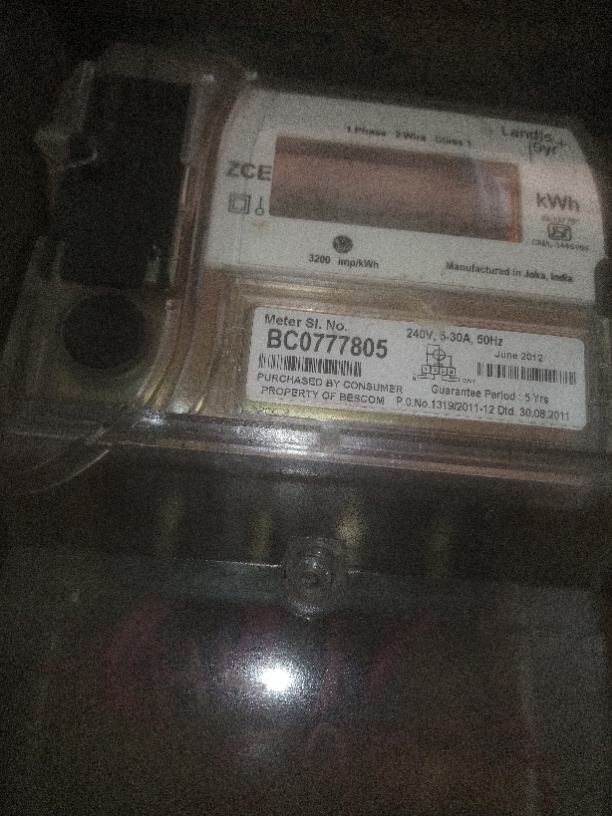 1 Phase 2 Wire Class 1
Landis
Gyr
ZCE
kWh
3200 imp/kWh
Manufactured in Joka, India
Meter Sl. No.
BC0777805
240V, 5-30A, 50Hz
June 2012
PURCHASED BY CONSUMER
PROPERTY OF BESCOM
Guarantee Period : 5 Yrs
P.0.No.1319/2011-12 Dtd. 30.08.2011